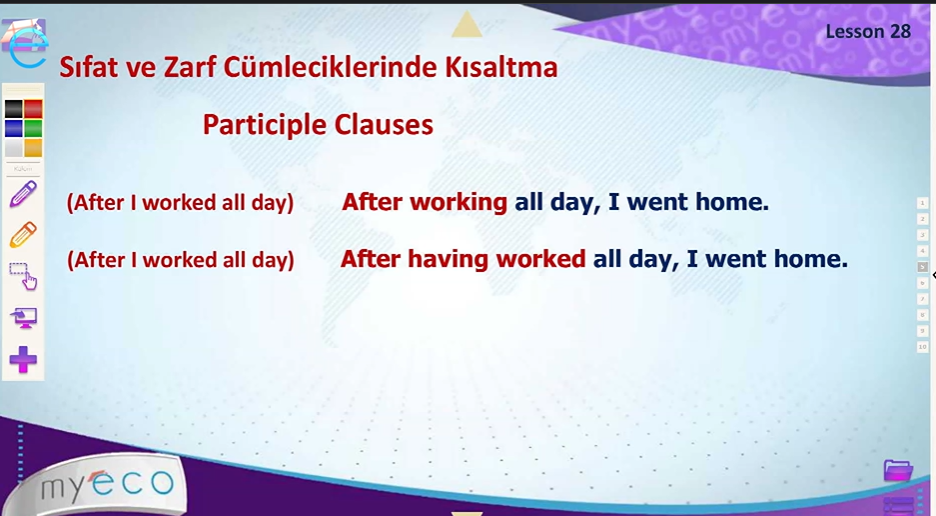 Lesson 28
Sıfat ve Zarf Cümleciklerinde Kısaltma
Participle Clauses
(After I worked all day) After working all day, I went home.
(After I worked all day) After having worked all day, I went home.
1
2
3
4
5
6
7
8
9
10
myeco